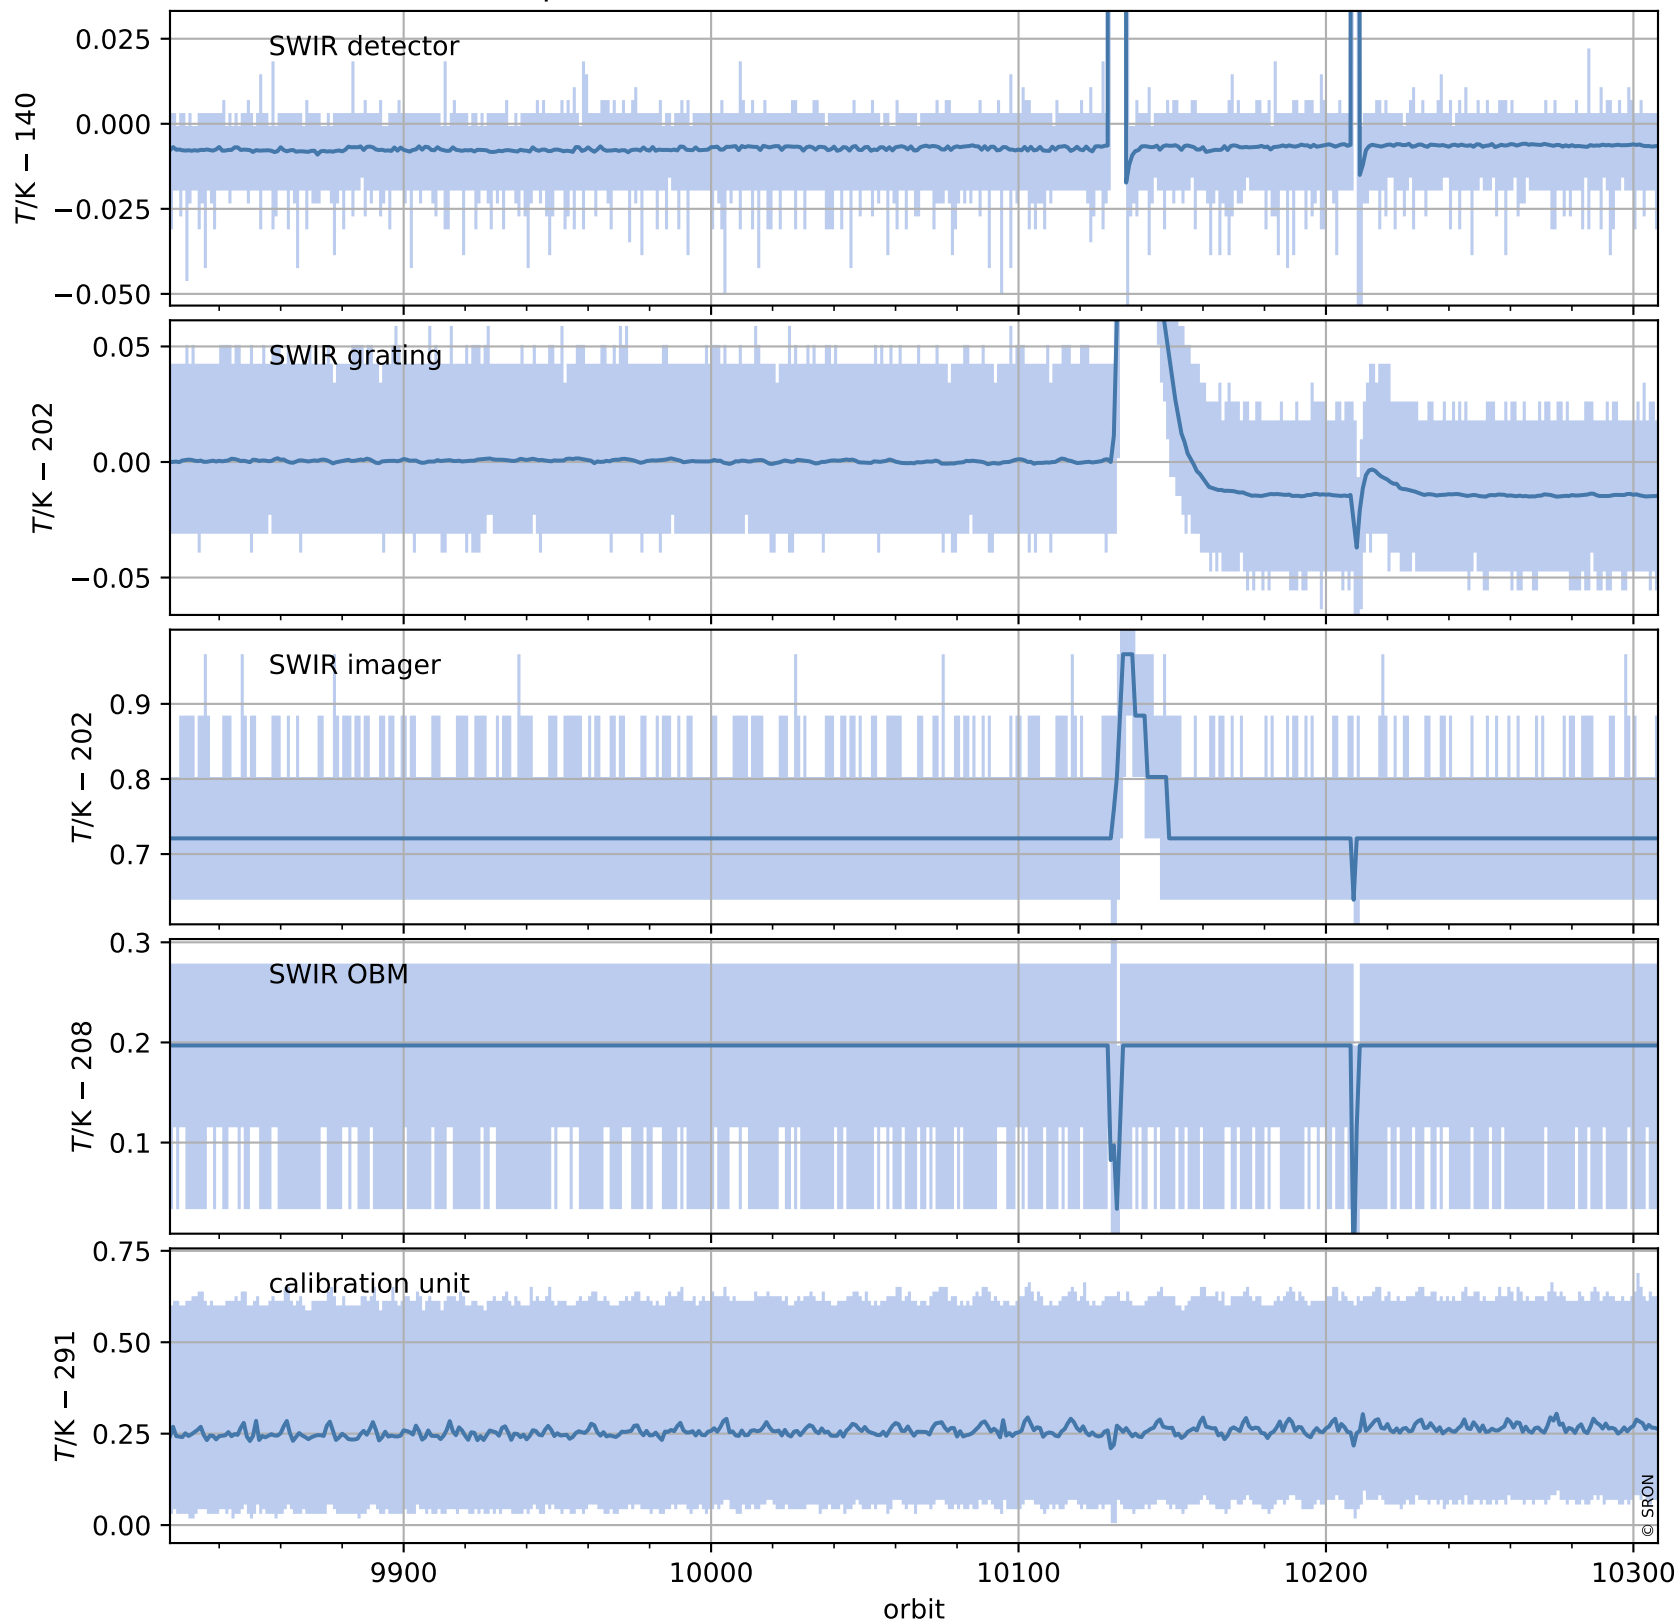 SWIR detector
0.025
0.000
−0.025
−0.050
T/K − 140
SWIR grating
0.05
0.00
−0.05
T/K − 202
SWIR imager
0.9
0.8
0.7
T/K − 202
SWIR OBM
0.3
0.2
0.1
T/K − 208
calibration unit
0.75
0.50
0.25
0.00
T/K − 291
© SRON
9900 10000 10100 10200 10300
orbit